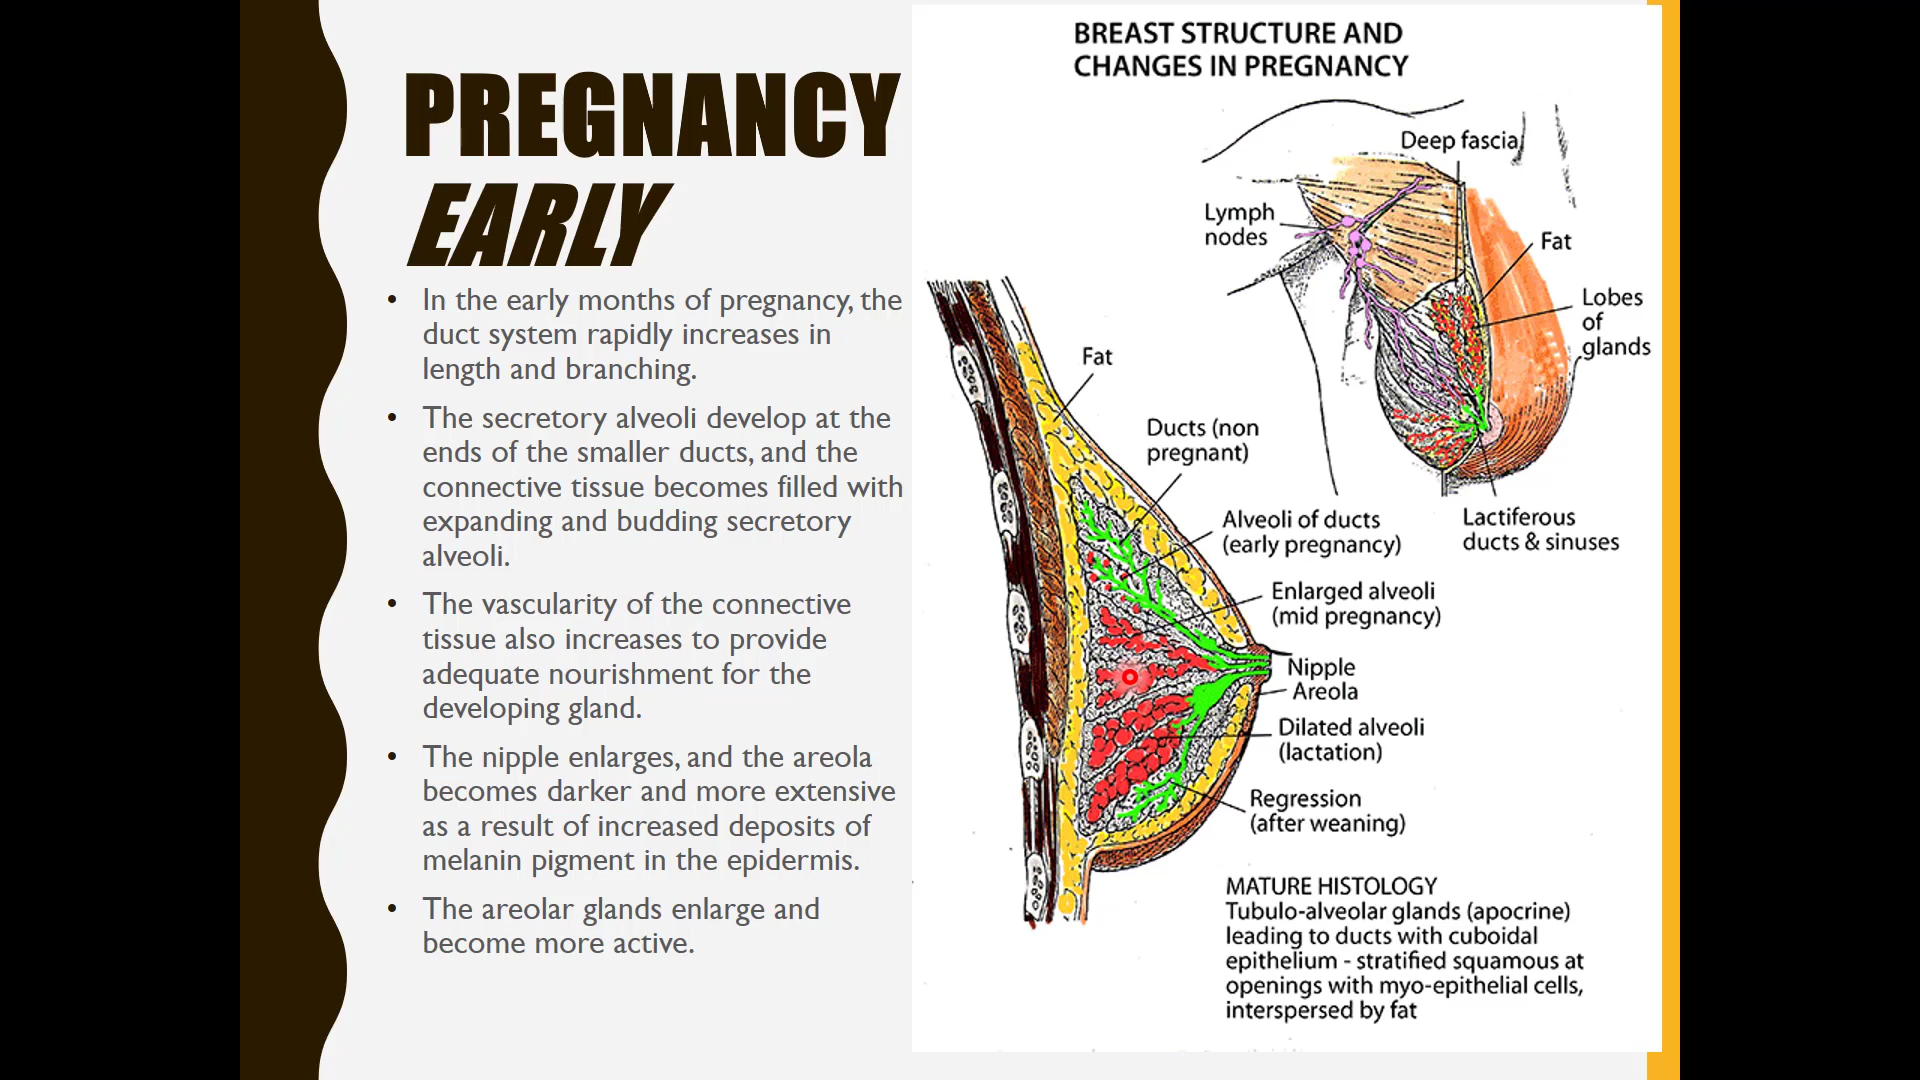 PREGNANCY
EARLY
• In the early months of pregnancy, the
duct system rapidly increases in
length and branching.
• The secretory alveoli develop at the
ends of the smaller ducts, and the
connective tissue becomes filled with
expanding and budding secretory
alveoli.
• The vascularity of the connective
tissue also increases to provide
adequate nourishment for the
developing gland.
• The nipple enlarges, and the areola
becomes darker and more extensive
as a result of increased deposits of
melanin pigment in the epidermis.
• The areolar glands enlarge and
become more active.
BREAST STRUCTURE AND
CHANGES IN PREGNANCY
Deep fascia
Lymph
nodes
Fat
Lobes
of
glands
Lactiferous
ducts & sinuses
Fat
Ducts (non
pregnant)
Alveoli of ducts
(early pregnancy)
Enlarged alveoli
(mid pregnancy)
Nipple
Areola
Dilated alveoli
(lactation)
Regression
(after weaning)
MATURE HISTOLOGY
Tubulo-alveolar glands (apocrine)
leading to ducts with cuboidal
epithelium - stratified squamous at
openings with myo-epithelial cells,
interspersed by fat